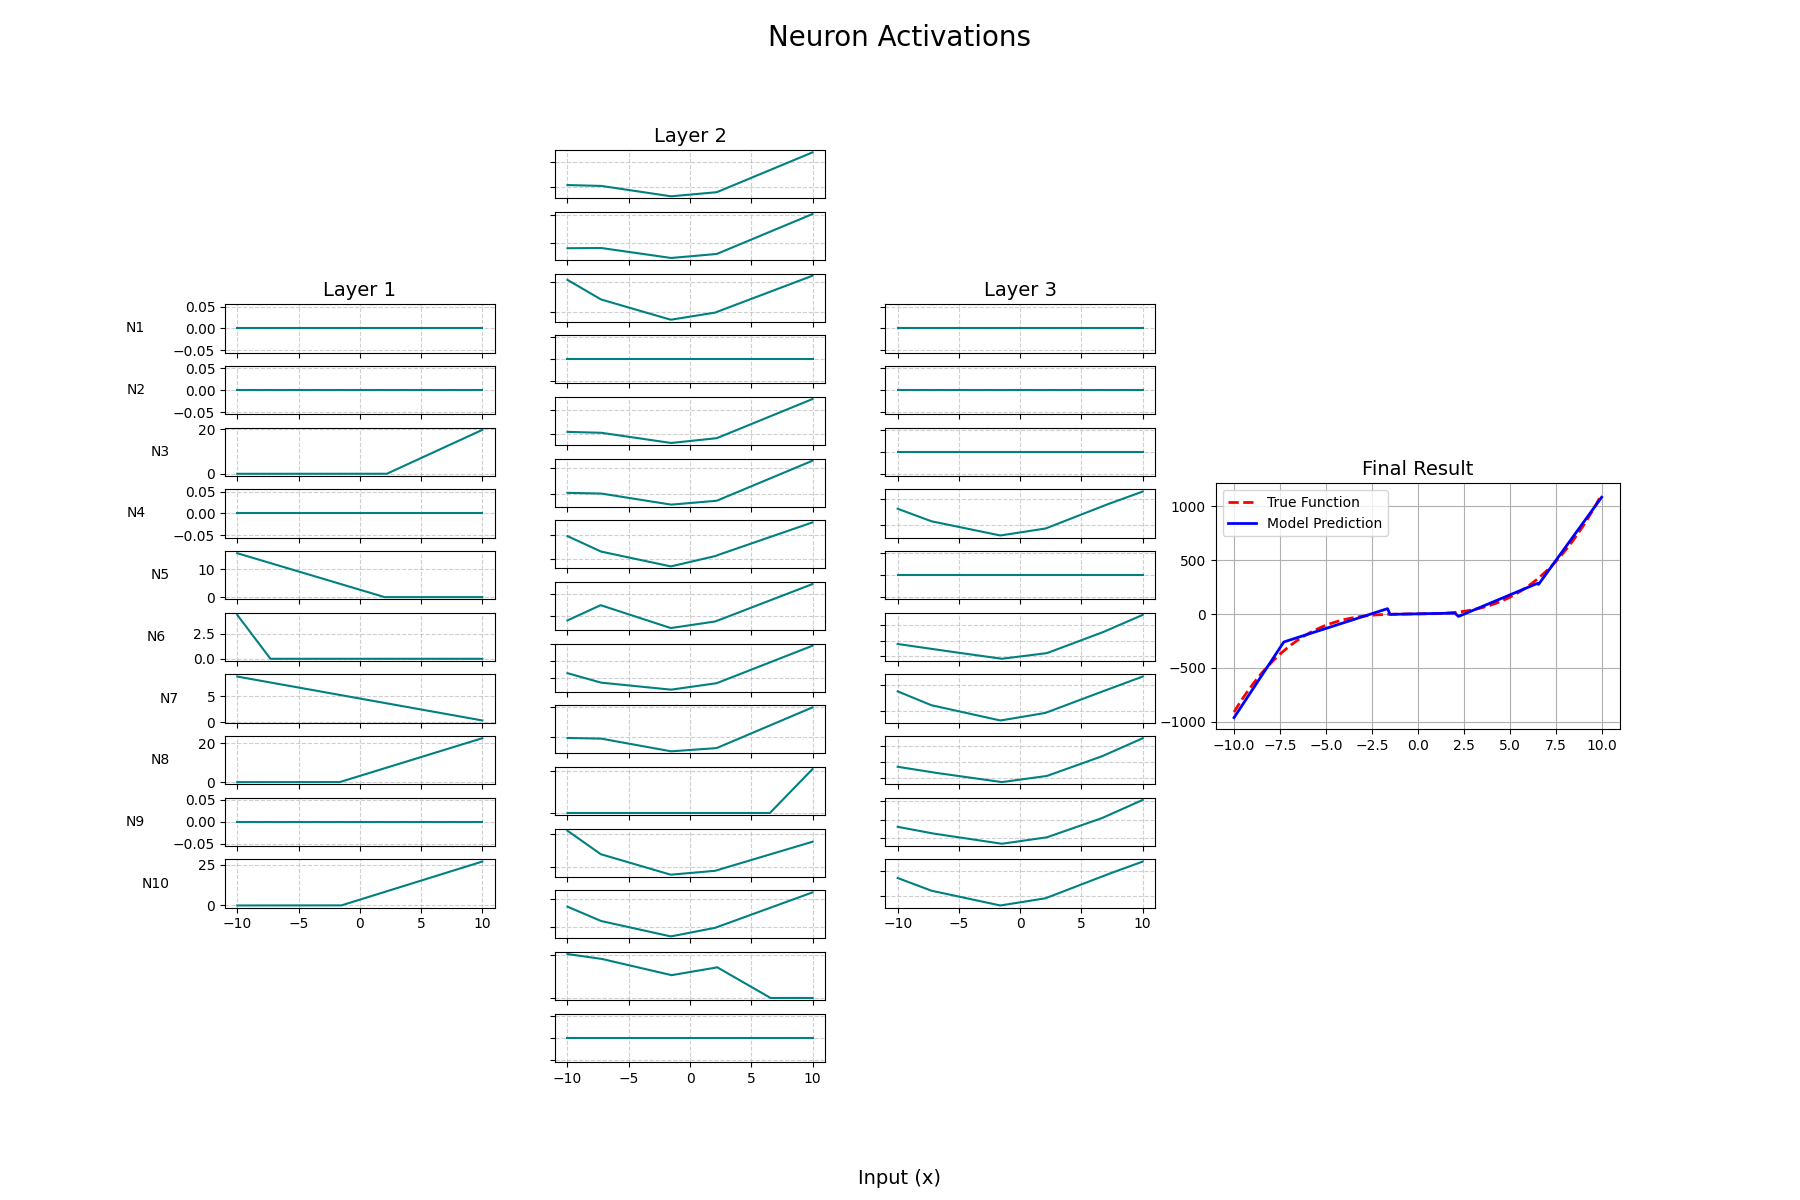 Neuron Activations
Layer 1
N1
0.05
0.00
−0.05
N2
0.05
0.00
−0.05
N3
20
0
N4
0.05
0.00
−0.05
N5
10
0
N6
2.5
0.0
N7
5
0
N8
20
0
N9
0.05
0.00
−0.05
N10
25
0
−10 −5 0 5 10
Layer 2
−10 −5 0 5 10
Layer 3
−10 −5 0 5 10
Final Result
True Function
Model Prediction
1000
500
0
−500
−1000
−10.0 −7.5 −5.0 −2.5 0.0 2.5 5.0 7.5 10.0
Input (x)